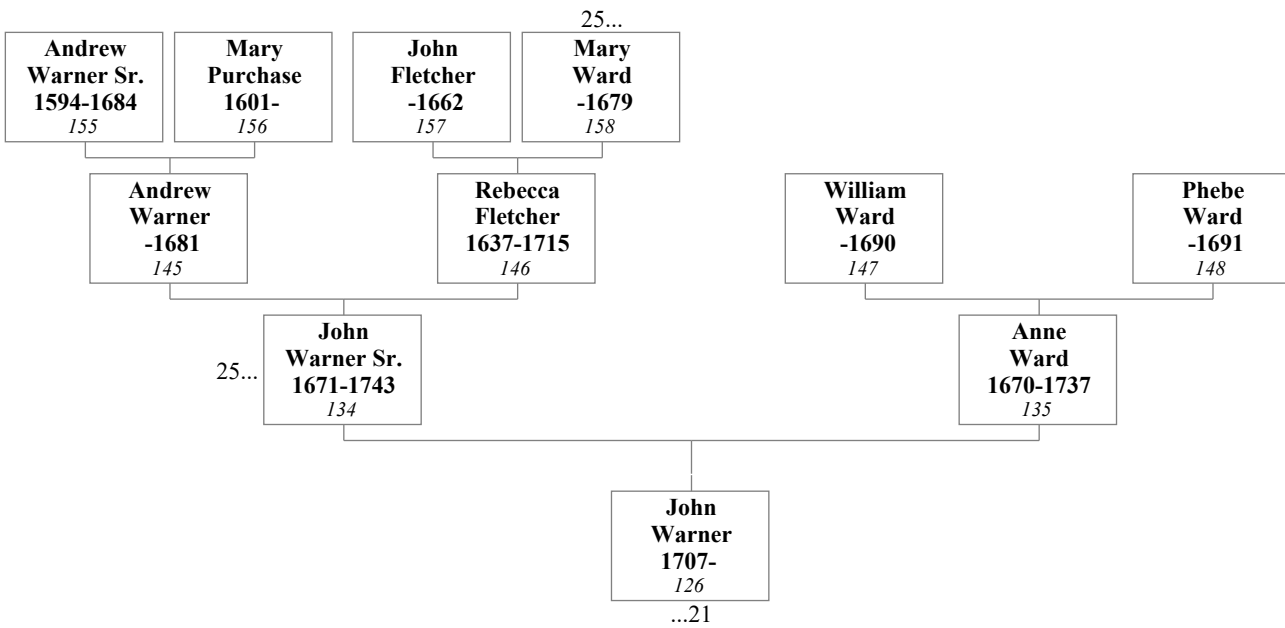 25...
Andrew
Warner Sr.
1594-1684
155
Mary
Purchase
1601-
156
John
Fletcher
-1662
157
Mary
Ward
-1679
158
Andrew
Warner
-1681
145
Rebecca
Fletcher
1637-1715
146
William
Ward
-1690
147
Phebe
Ward
-1691
148
25...
John
Warner Sr.
1671-1743
134
Anne
Ward
1670-1737
135
John
Warner
1707-
126
...21